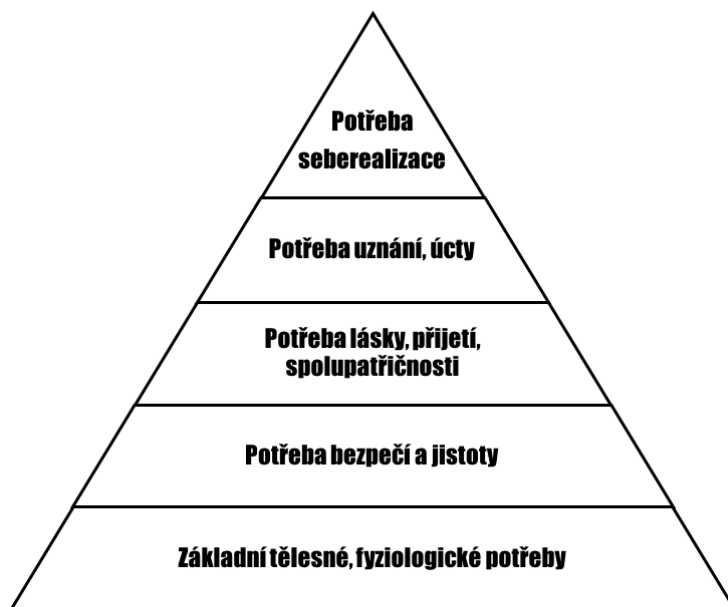 Potřeba
seberealizace
Potřeba uznání, úcty
Potřeba lásky, přijetí,
spolupatřičnosti
Potřeba bezpečí a jistoty
Základní tělesné, fyziologické potřeby